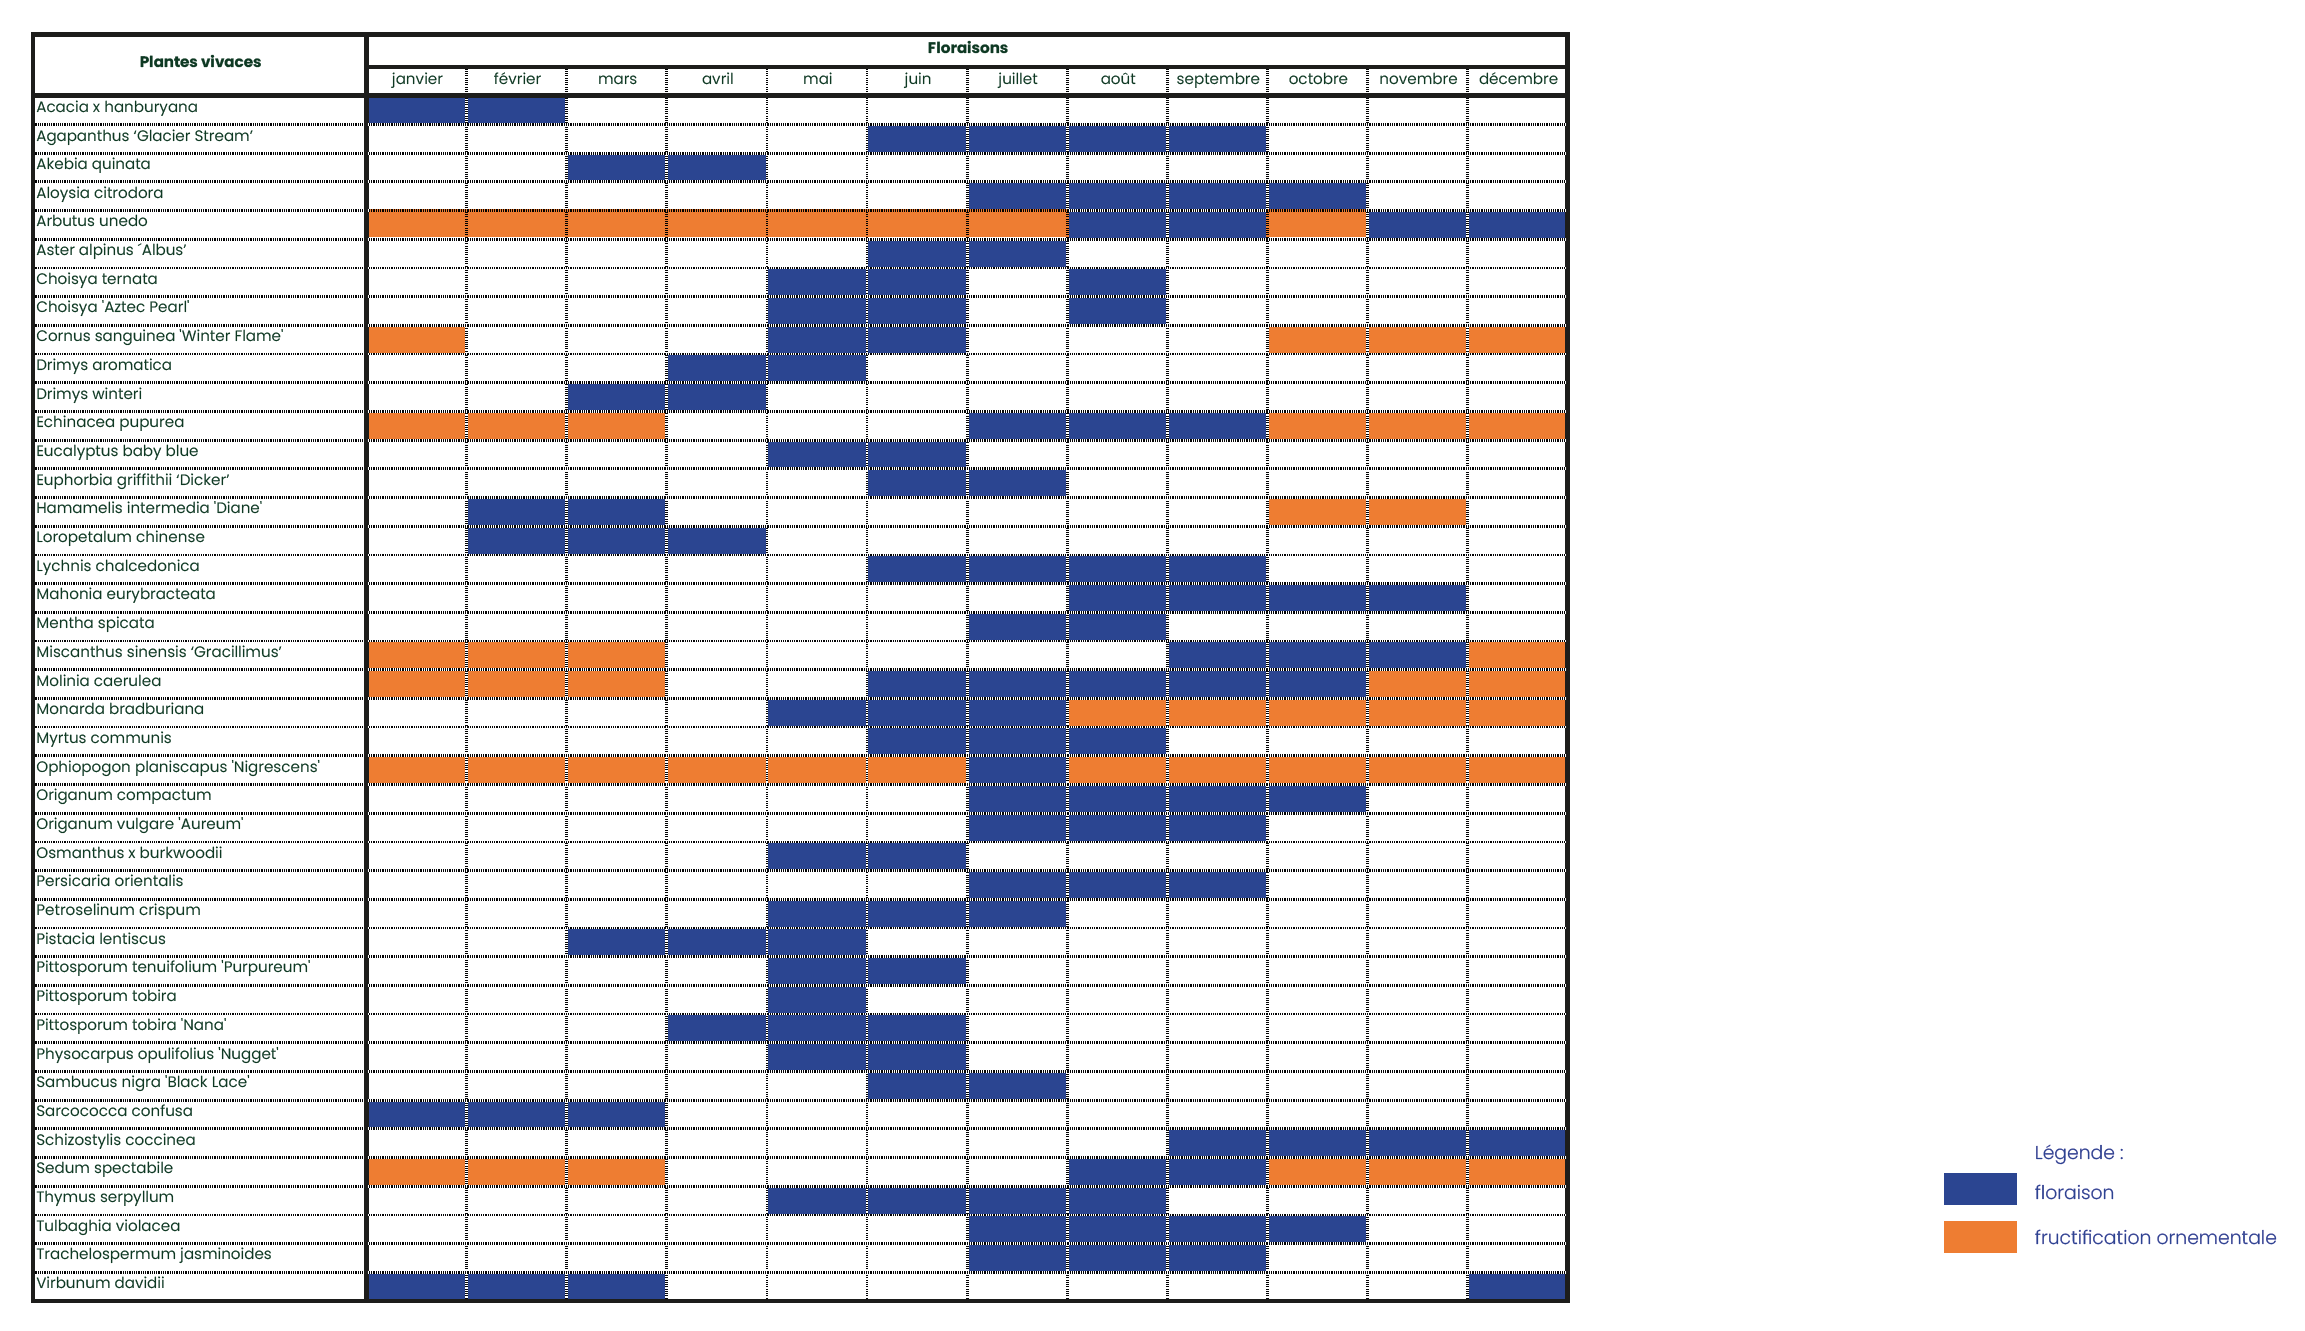 Plantes vivaces
Floraisons
janvier février mars avril mai juin juillet août septembre octobre novembre décembre
Acacia x hanburyana
Agapanthus ‘Glacier Stream’
Akebia quinata
Aloysia citrodora
Arbutus unedo
Aster alpinus ´Albus’
Choisya ternata
Choisya 'Aztec Pearl'
Cornus sanguinea 'Winter Flame'
Drimys aromatica
Drimys winteri
Echinacea pupurea
Eucalyptus baby blue
Euphorbia griffithii ‘Dicker’
Hamamelis intermedia 'Diane'
Loropetalum chinense
Lychnis chalcedonica
Mahonia eurybracteata
Mentha spicata
Miscanthus sinensis ‘Gracillimus’
Molinia caerulea
Monarda bradburiana
Myrtus communis
Ophiopogon planiscapus 'Nigrescens'
Origanum compactum
Origanum vulgare 'Aureum'
Osmanthus x burkwoodii
Persicaria orientalis
Petroselinum crispum
Pistacia lentiscus
Pittosporum tenuifolium 'Purpureum'
Pittosporum tobira
Pittosporum tobira 'Nana'
Physocarpus opulifolius 'Nugget'
Sambucus nigra 'Black Lace'
Sarcococca confusa
Schizostylis coccinea
Sedum spectabile
Thymus serpyllum
Tulbaghia violacea
Trachelospermum jasminoides
Virbunum davidii
Légende :
floraison
fructification ornementale